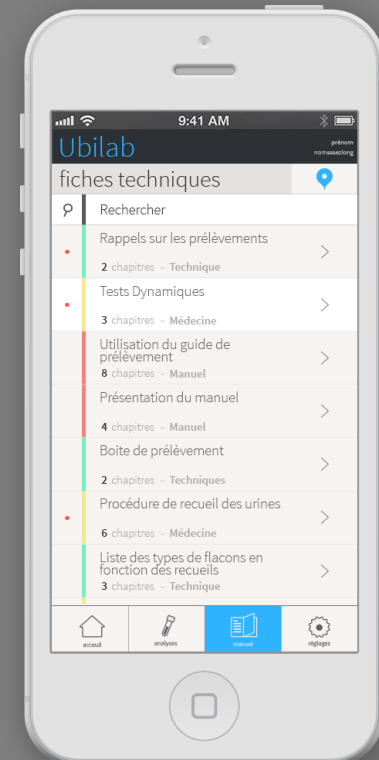 9:41 AM
Ubilab
prénom
nomassezlong
fiches techniques
Rechercher
Rappels sur les prélèvements
2 chapitres - Technique
Tests Dynamiques
3 chapitres - Médecine
Utilisation du guide de
prélèvement
8 chapitres - Manuel
Présentation du manuel
4 chapitres - Manuel
Boite de prélèvement
2 chapitres - Techniques
Procédure de recueil des urines
6 chapitres - Médecine
Liste des types de flacons en
fonction des recueils
3 chapitres - Technique
acceuil analyses manuel réglages